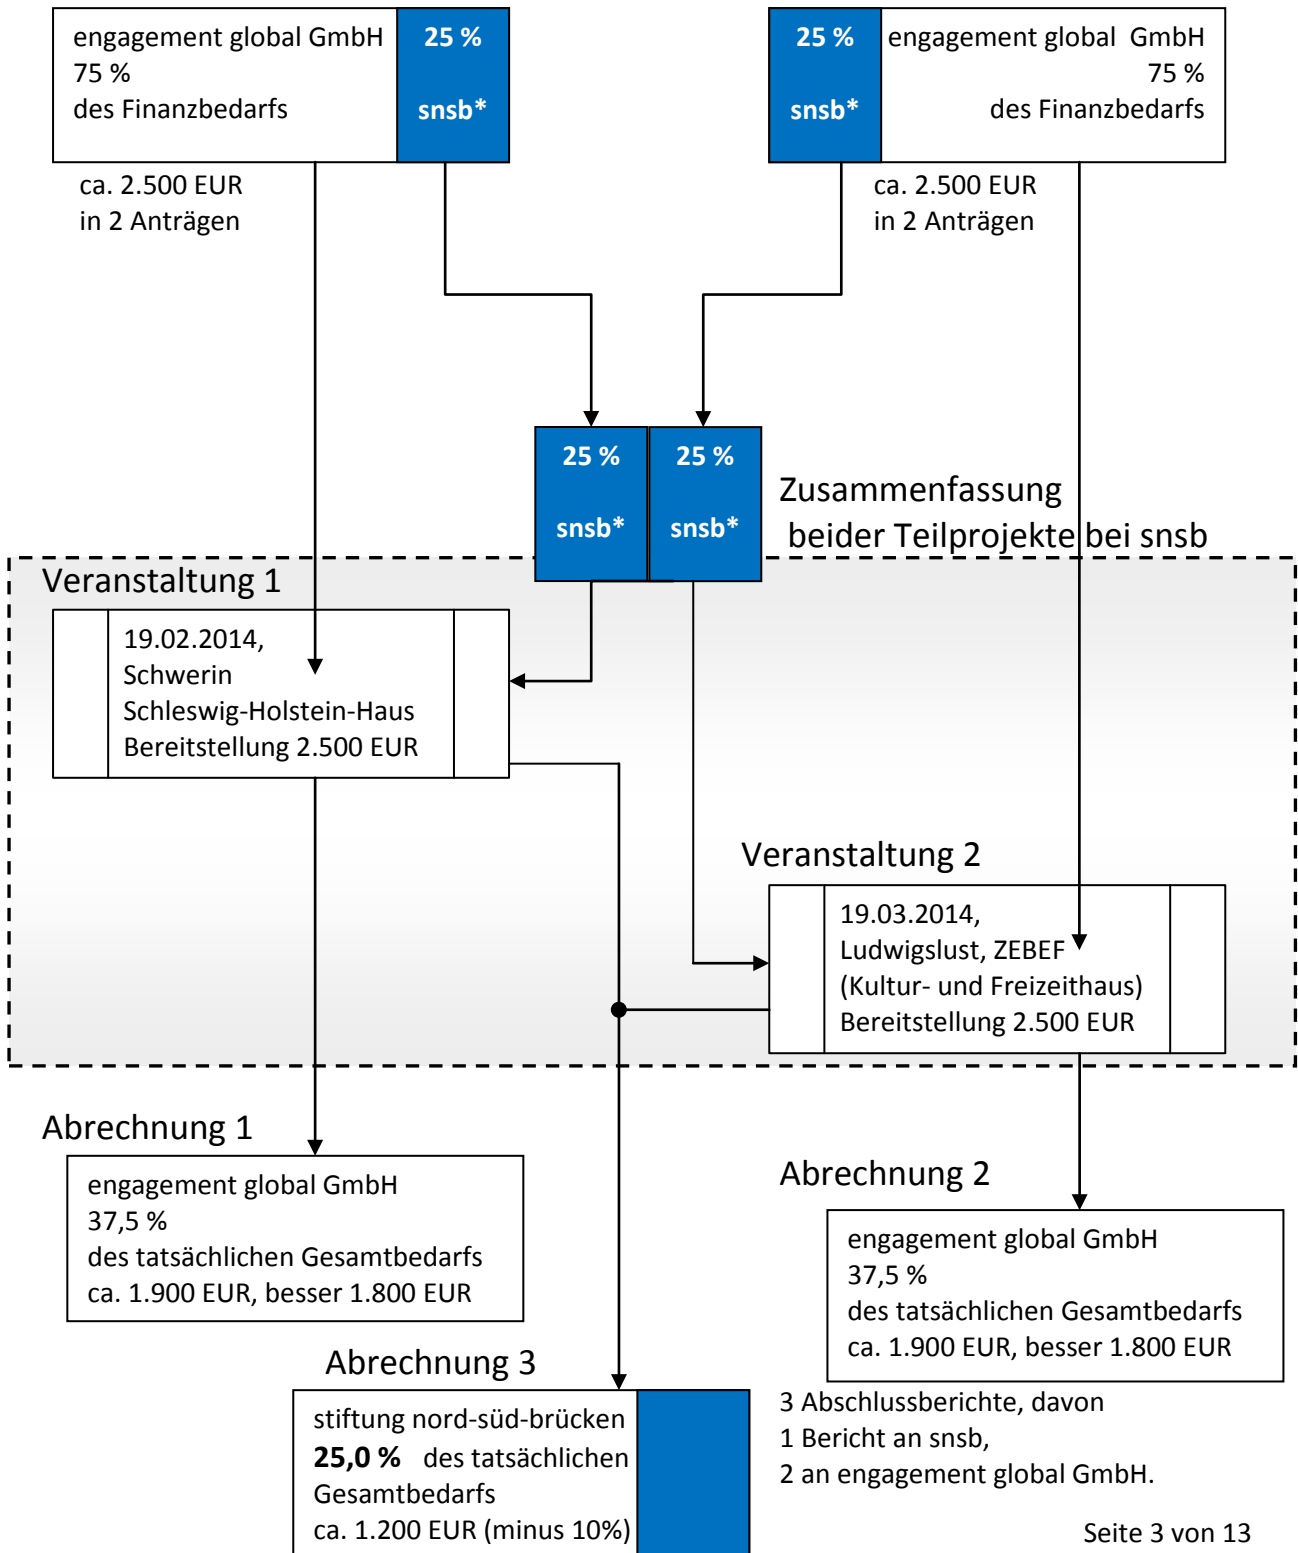 engagement global GmbH
75 %
des Finanzbedarfs
25 %
snsb*
25 %
snsb*
engagement global GmbH
75 %
des Finanzbedarfs
ca. 2.500 EUR
in 2 Anträgen
ca. 2.500 EUR
in 2 Anträgen
25 %
snsb*
25 %
snsb*
Zusammenfassung
beider Teilprojekte bei snsb
Veranstaltung 1
19.02.2014,
Schwerin
Schleswig-Holstein-Haus
Bereitstellung 2.500 EUR
Veranstaltung 2
19.03.2014,
Ludwigslust, ZEBEF
(Kultur- und Freizeithaus)
Bereitstellung 2.500 EUR
Abrechnung 1
engagement global GmbH
37,5 %
des tatsächlichen Gesamtbedarfs
ca. 1.900 EUR, besser 1.800 EUR
Abrechnung 2
engagement global GmbH
37,5 %
des tatsächlichen Gesamtbedarfs
ca. 1.900 EUR, besser 1.800 EUR
Abrechnung 3
stiftung nord-süd-brücken
25,0 % des tatsächlichen
Gesamtbedarfs
ca. 1.200 EUR (minus 10%)
3 Abschlussberichte, davon
1 Bericht an snsb,
2 an engagement global GmbH.
Seite 3 von 13